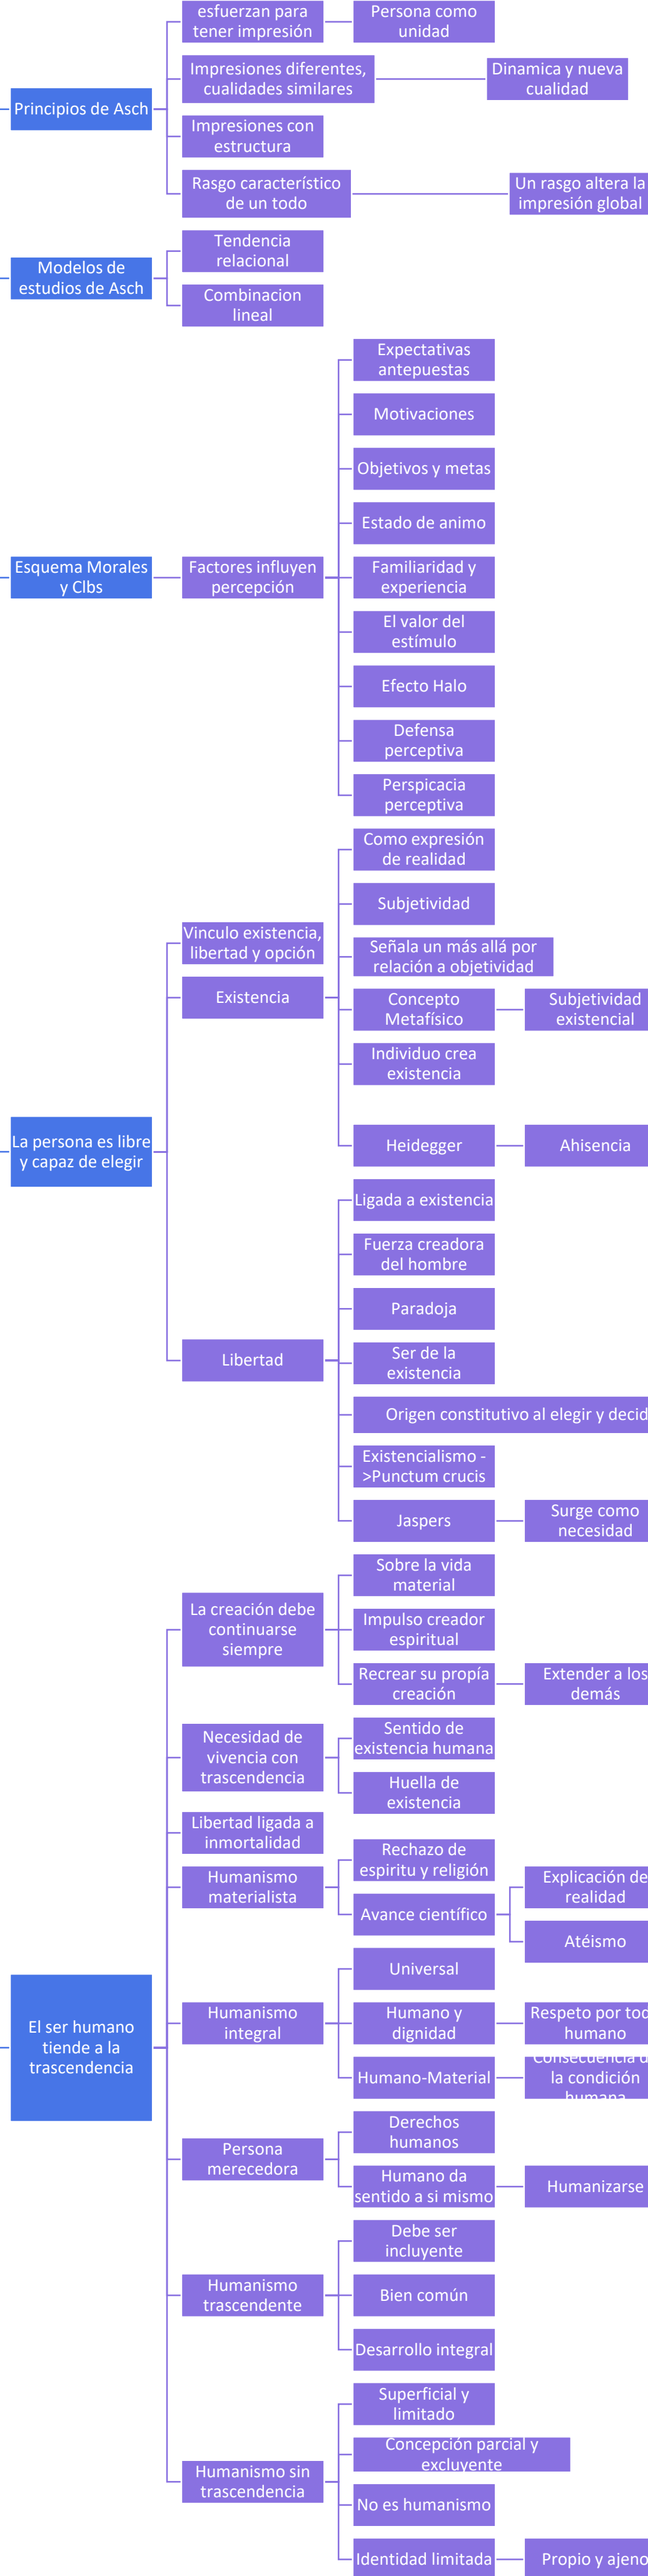 esfuerzan para
tener impresión
Persona como
unidad
Principios de Asch
Impresiones diferentes,
cualidades similares
Dinamica y nueva
cualidad
Impresiones con
estructura
Rasgo característico
de un todo
Un rasgo altera la
impresión global
Modelos de
estudios de Asch
Tendencia
relacional
Combinacion
lineal
Esquema Morales
y Clbs
Factores influyen
percepción
Expectativas
antepuestas
Motivaciones
Objetivos y metas
Estado de animo
Familiaridad y
experiencia
El valor del
estímulo
Efecto Halo
Defensa
perceptiva
Perspicacia
perceptiva
La persona es libre
y capaz de elegir
Vinculo existencia,
libertad y opción
Existencia
Como expresión
de realidad
Subjetividad
Señala un más allá por
relación a objetividad
Concepto
Metafísico
Subjetividad
existencial
Individuo crea
existencia
Heidegger
Ahisencia
Libertad
Ligada a existencia
Fuerza creadora
del hombre
Paradoja
Ser de la
existencia
Origen constitutivo al elegir y decid
Existencialismo -
>Punctum crucis
Jaspers
Surge como
necesidad
El ser humano
tiende a la
trascendencia
La creación debe
continuarse
siempre
Sobre la vida
material
Impulso creador
espiritual
Recrear su propía
creación
Extender a los
demás
Necesidad de
vivencia con
trascendencia
Sentido de
existencia humana
Huella de
existencia
Libertad ligada a
inmortalidad
Humanismo
materialista
Rechazo de
espiritu y religión
Avance científico
Explicación de
realidad
Atéismo
Humanismo
integral
Universal
Humano y
dignidad
Respeto por tod
humano
Humano-Material
Consecuencia d
la condición
humana
Persona
merecedora
Derechos
humanos
Humano da
sentido a si mismo
Humanizarse
Humanismo
trascendente
Debe ser
incluyente
Bien común
Desarrollo integral
Humanismo sin
trascendencia
Superficial y
limitado
Concepción parcial y
excluyente
No es humanismo
Identidad limitada
Propio y ajeno